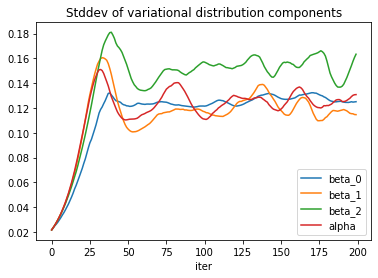 Stddev of variational distribution components
0.18
0.16
0.14
0.12
0.10
0.08
0.06
0.04
0.02
0 25 50 75 100 125 150 175 200
iter
beta_0
beta_1
beta_2
alpha